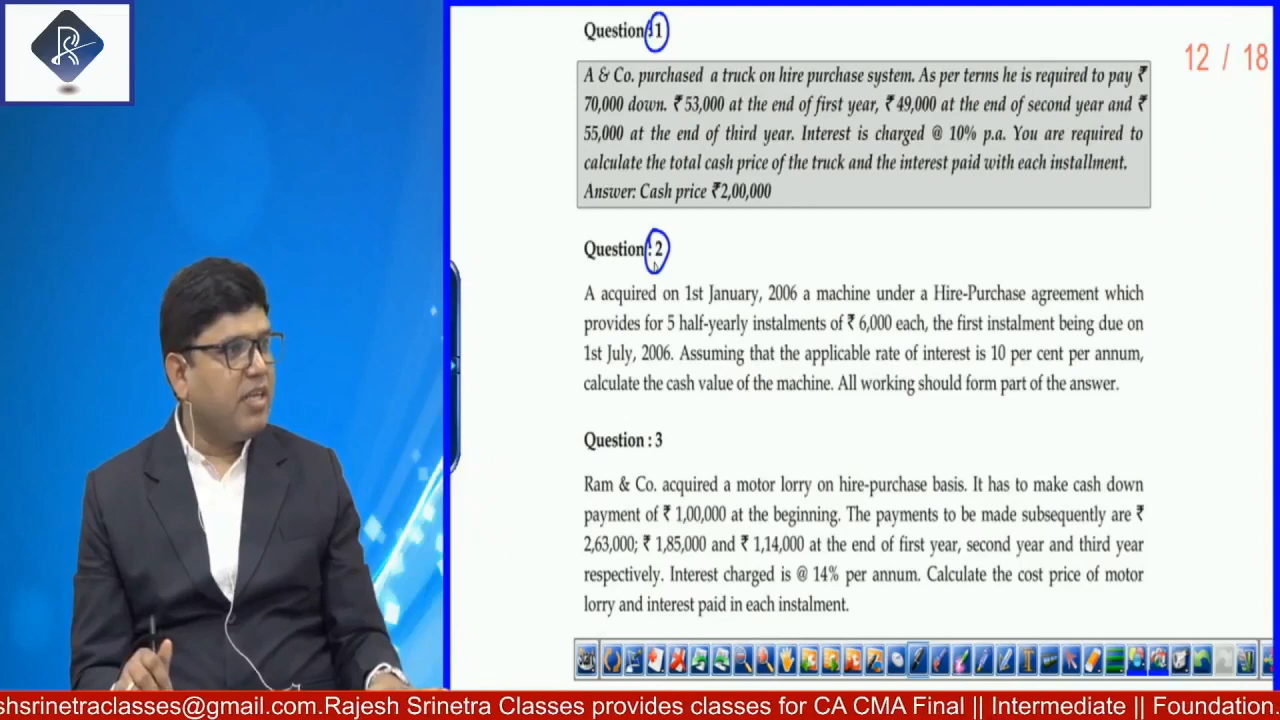 RS
Question : 1
12 / 18
A & Co. purchased a truck on hire purchase system. As per terms he is required to pay ₹
70,000 down. ₹ 53,000 at the end of first year, ₹ 49,000 at the end of second year and ₹
55,000 at the end of third year. Interest is charged @ 10% p.a. You are required to
calculate the total cash price of the truck and the interest paid with each installment.
Answer: Cash price ₹2,00,000
Question : 2
A acquired on 1st January, 2006 a machine under a Hire-Purchase agreement which
provides for 5 half-yearly instalments of ₹ 6,000 each, the first instalment being due on
1st July, 2006. Assuming that the applicable rate of interest is 10 per cent per annum,
calculate the cash value of the machine. All working should form part of the answer.
Question : 3
Ram & Co. acquired a motor lorry on hire-purchase basis. It has to make cash down
payment of ₹ 1,00,000 at the beginning. The payments to be made subsequently are ₹
2,63,000; ₹ 1,85,000 and ₹ 1,14,000 at the end of first year, second year and third year
respectively. Interest charged is @ 14% per annum. Calculate the cost price of motor
lorry and interest paid in each instalment.
shsrinetraclasses@gmail.com.Rajesh Srinetra Classes provides classes for CA CMA Final || Intermediate || Foundation.